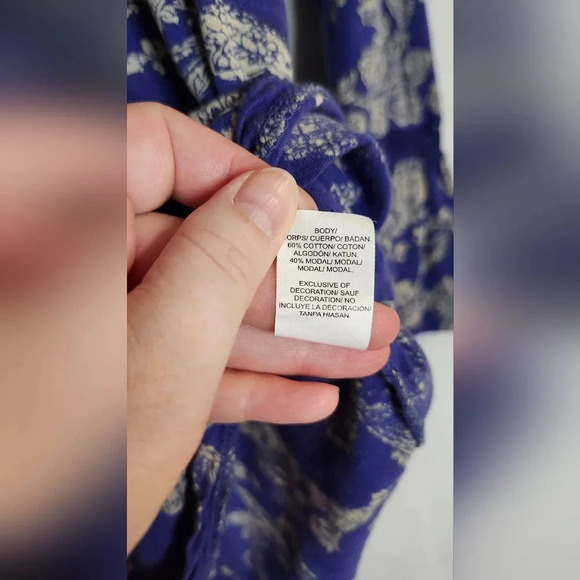 BODY/
ORPS/ CUERPO/ BADAN.
60% COTTON/ COTON/
ALGODÓN/ KATUN.
40% MODAL/ MODAL/
MODAL/ MODAL.
EXCLUSIVE OF
DECORATION/ SAUF
DECORATION/ NO
INCLUYE LA DECORACION/
TANPA HIASAN.